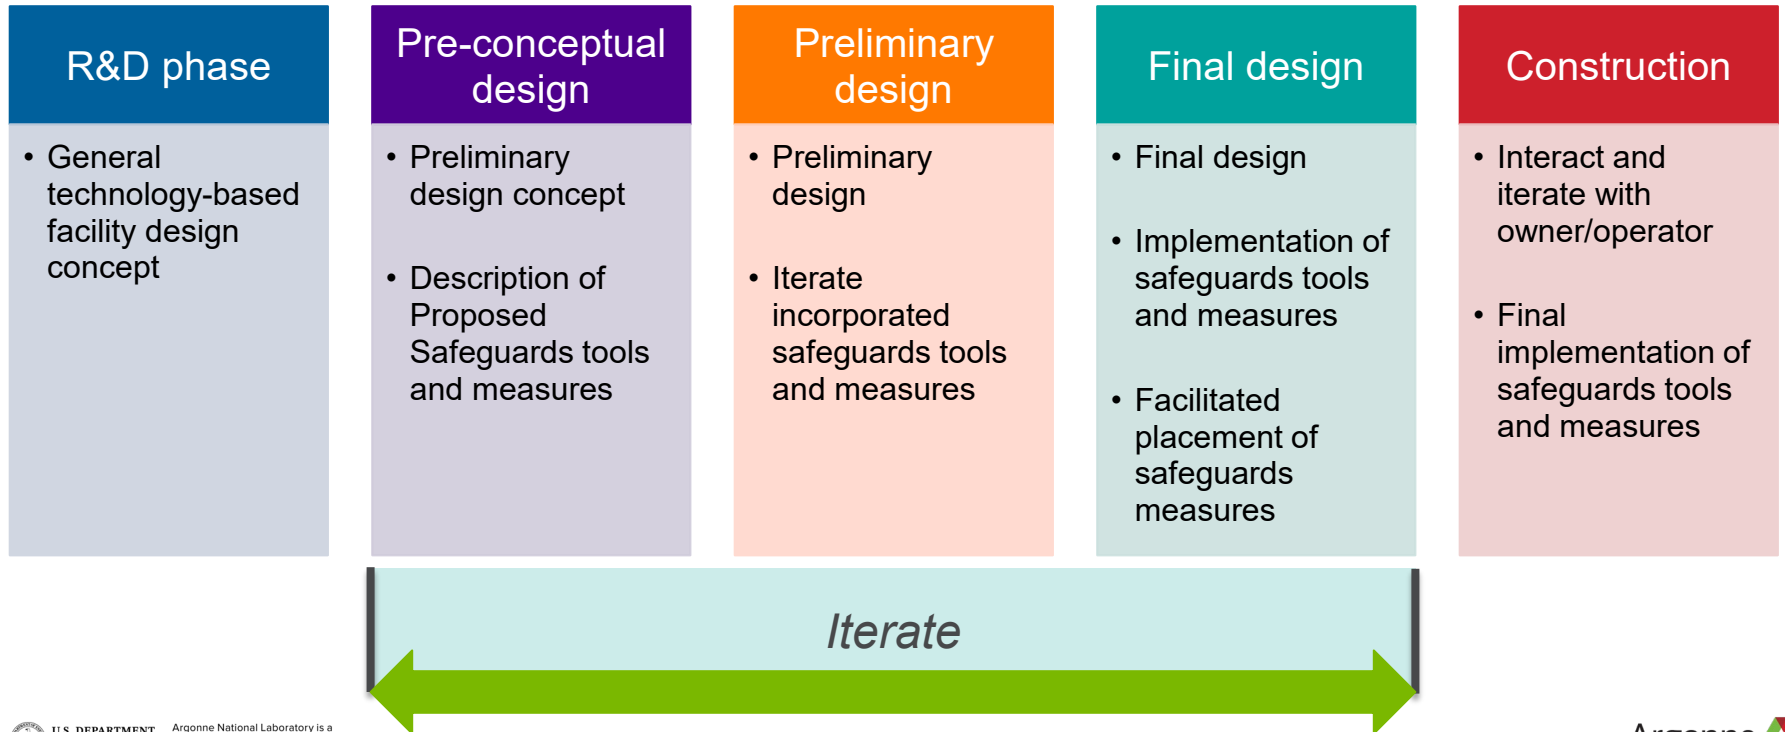 R&D phase
• General
technology-based
facility design
concept
Pre-conceptual
design
• Preliminary
design concept
• Description of
Proposed
Safeguards tools
and measures
Preliminary
design
• Preliminary
design
• Iterate
incorporated
safeguards tools
and measures
Final design
• Final design
• Implementation of
safeguards tools
and measures
• Facilitated
placement of
safeguards
measures
Construction
• Interact and
iterate with
owner/operator
• Final
implementation of
safeguards tools
and measures
Iterate
U.S. DEPARTMENT
Argonne National Laboratory is a
Argonne